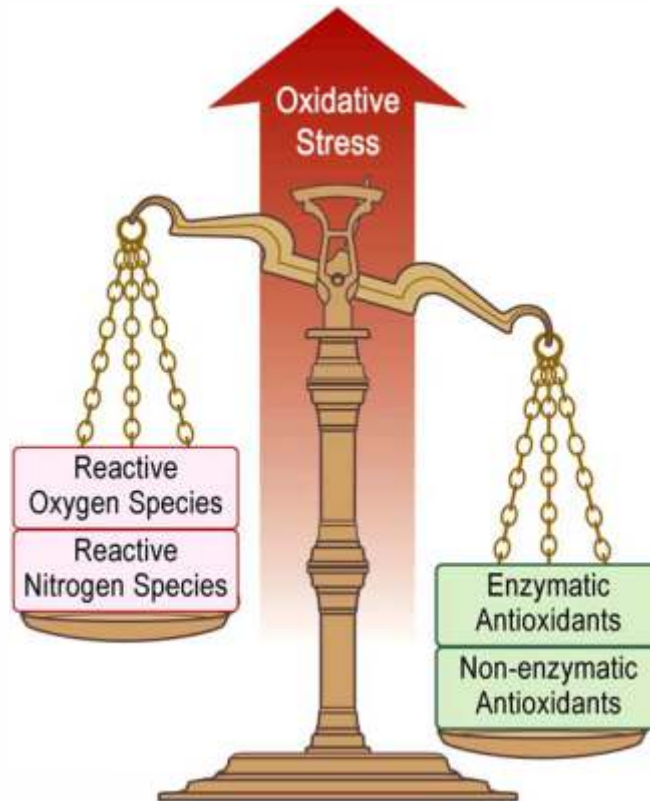 Oxidative
Stress
Reactive
Oxygen Species
Reactive
Nitrogen Species
Enzymatic
Antioxidants
Non-enzymatic
Antioxidants